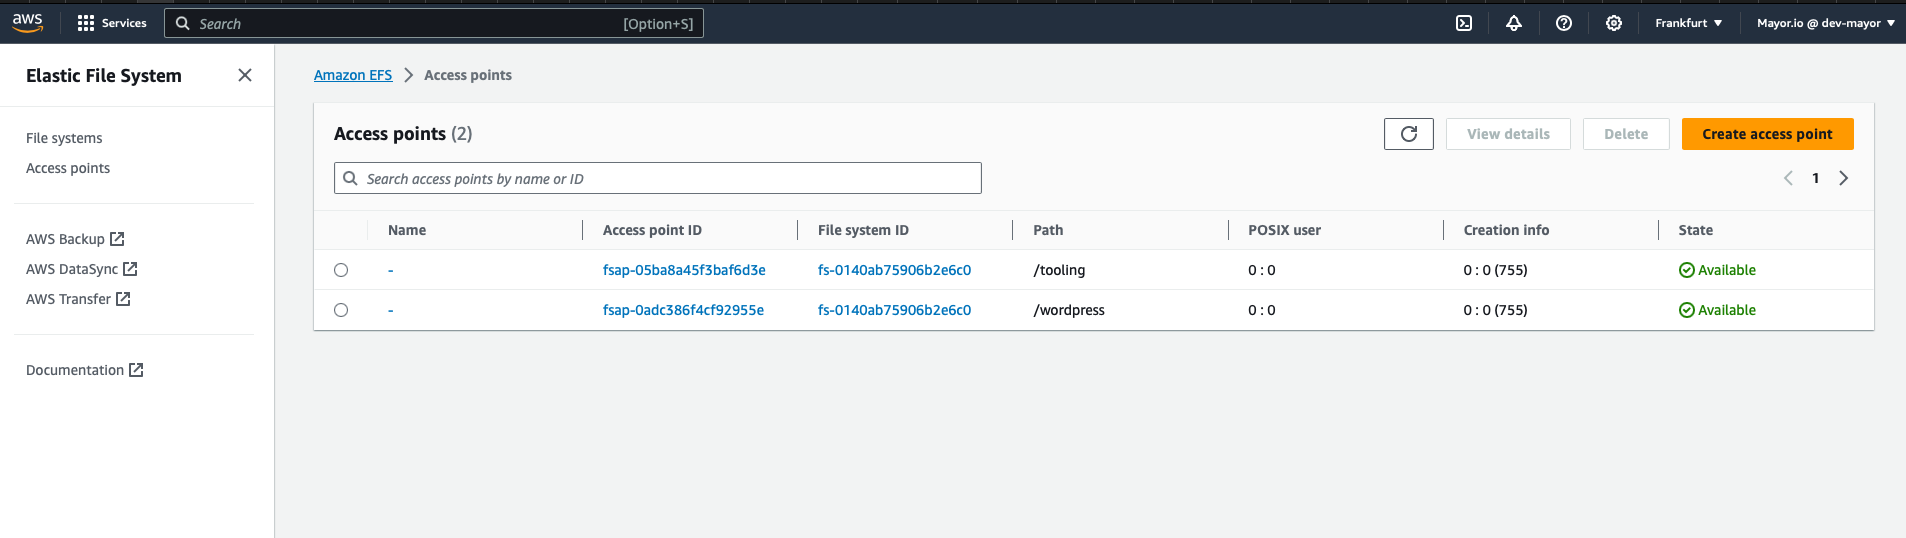 aws Services Search [Option+S] Frankfurt Mayor.io @ dev-mayor
Elastic File System
Amazon EFS Access points
Access points (2) View details Delete Create access point
File systems
Access points
Search access points by name or ID 1
Name Access point ID File system ID Path POSIX user Creation info State
AWS Backup
AWS DataSync
AWS Transfer
- fsap-05ba8a45f3baf6d3e fs-0140ab75906b2e6c0 /tooling 0 : 0 0 : 0 (755) Available
- fsap-0adc386f4cf92955e fs-0140ab75906b2e6c0 /wordpress 0 : 0 0 : 0 (755) Available
Documentation